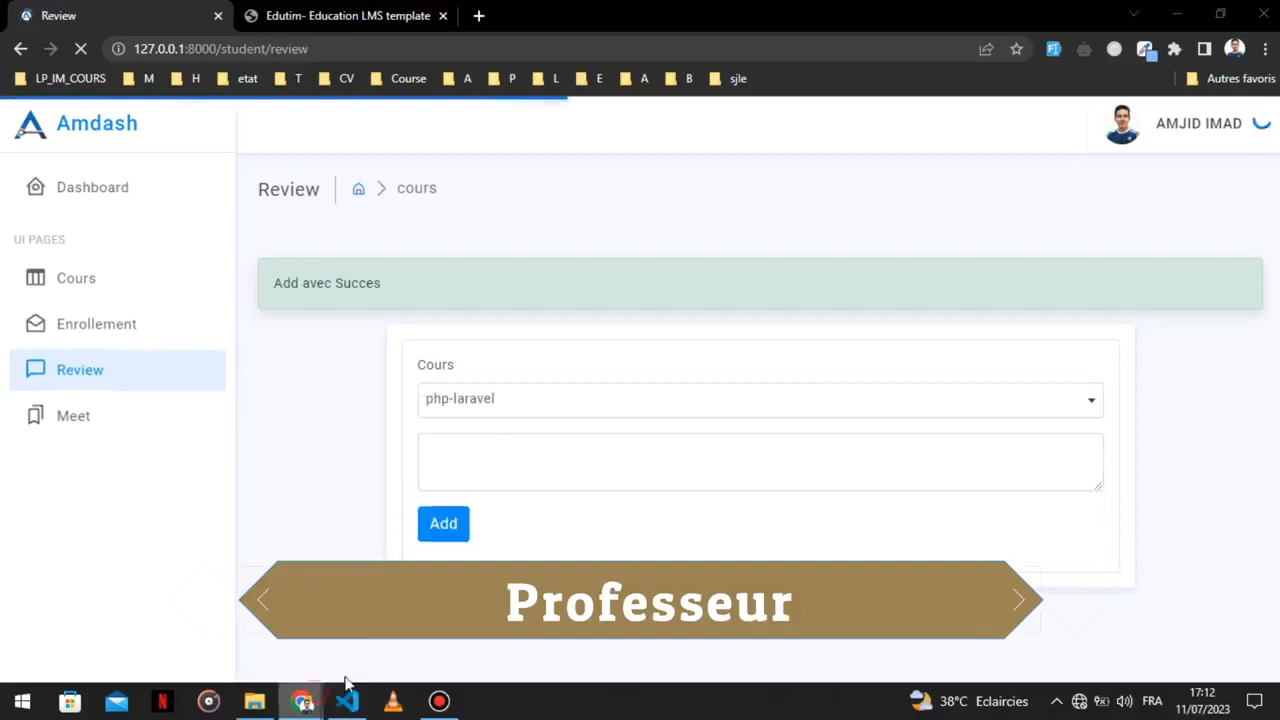 Review
Edutim- Education LMS template
127.0.0.1:8000/student/review
LP_IM_COURS M H etat T CV Course A P L E A B sjle Autres favoris
Amdash
AMJID IMAD
Dashboard
Review cours
UI PAGES
Cours
Enrollement
Review
Meet
Add avec Succes
Cours
php-laravel
Add
Professeur
38°C Eclaircies
FRA
17:12
11/07/2023